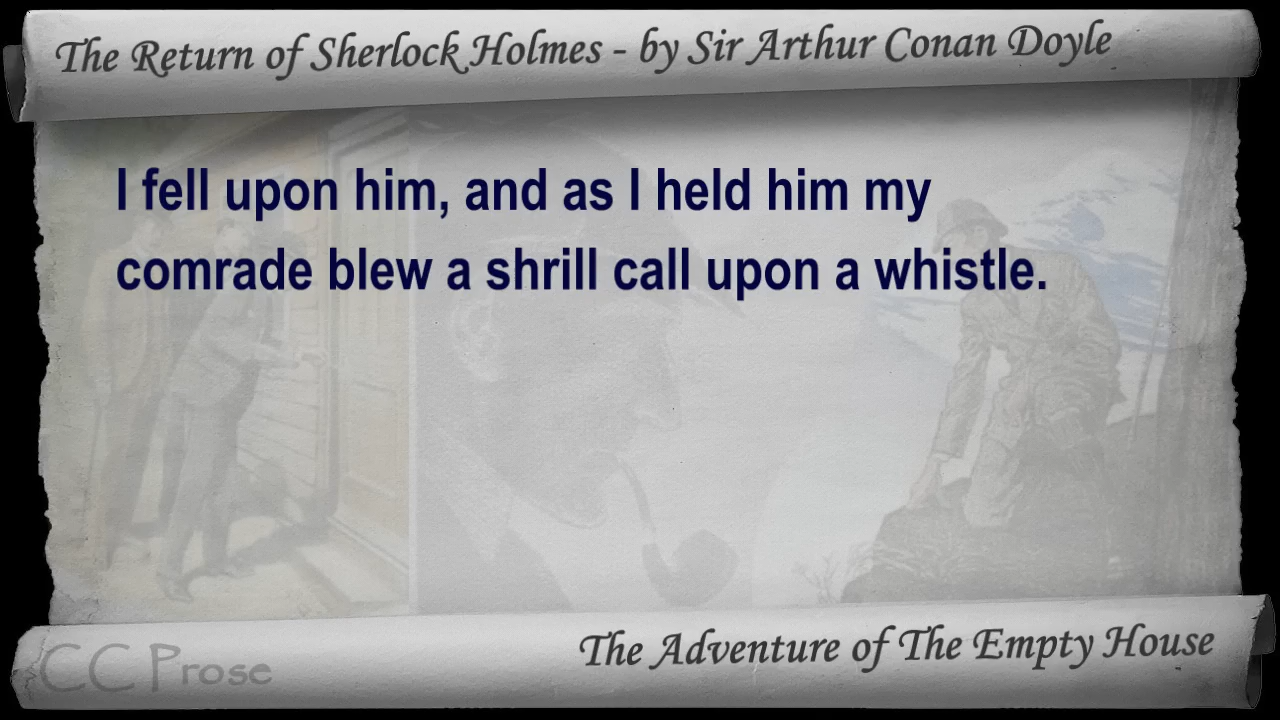 The Return of Sherlock Holmes - by Sir Arthur Conan Doyle
I fell upon him, and as I held him my
comrade blew a shrill call upon a whistle.
The Adventure of The Empty House
CC Prose